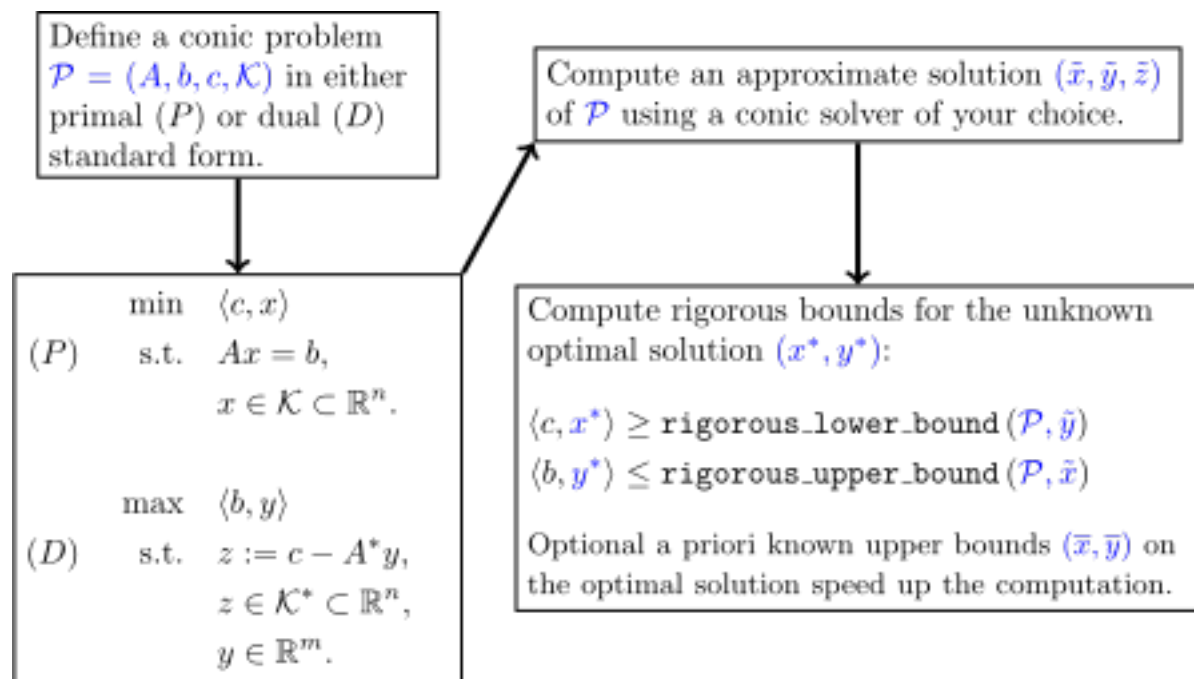 Define a conic problem
𝒫 = (A, b, c, 𝒦) in either
primal (P) or dual (D)
standard form.
min ⟨c, x⟩
(P) s.t. Ax = b,
x ∈ 𝒦 ⊂ ℝⁿ.
max ⟨b, y⟩
(D) s.t. z := c − A*y,
z ∈ 𝒦* ⊂ ℝⁿ,
y ∈ ℝᵐ.
Compute an approximate solution (x̃, ỹ, z̃)
of 𝒫 using a conic solver of your choice.
Compute rigorous bounds for the unknown
optimal solution (x*, y*):
⟨c, x*⟩ ≥ rigorous_lower_bound (𝒫, ỹ)
⟨b, y*⟩ ≤ rigorous_upper_bound (𝒫, x̃)
Optional a priori known upper bounds (x̅, y̅) on
the optimal solution speed up the computation.